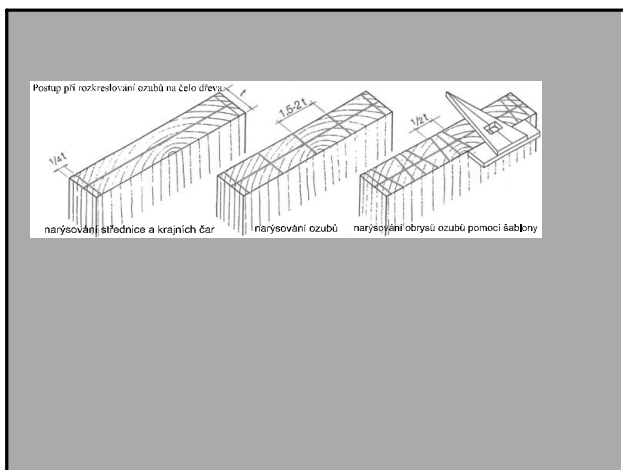 Postup při rozkreslování ozubů na čelo dřeva
t
1/4 t
1,5-2 t
1/2 t
narýsování střednice a krajních čar
narýsování ozubů
narýsování obrysů ozubů pomocí šablony